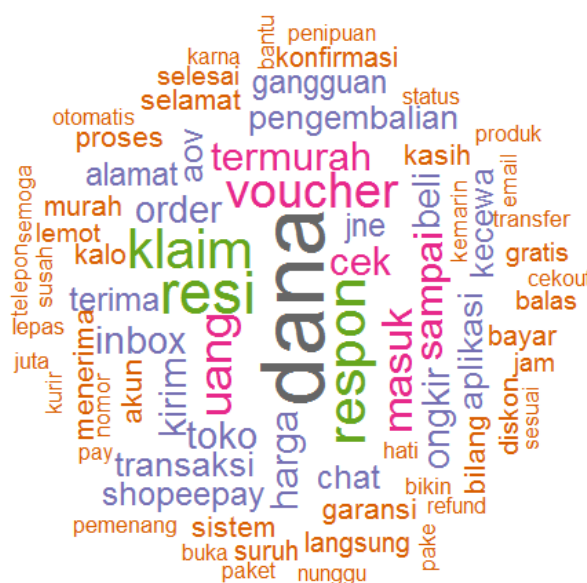 karna bantu penipuan
selesai konfirmasi
selamat gangguan status
otomatis aov pengembalian produk
proses termurah kasih email
alamat voucher beli kecewa
semoga murah order jne kemarin transfer
lemot klaim dana cek sampai gratis
telepon susah kalo cekout
terima resi respon masuk aplikasi balas
lepas inbox uang ongkir bayar
juta menerima akun kirim jam
kurir nomor harga diskon sesuai
pay toko hati bilang
transaksi chat bikin
shopeepay garansi refund
pemenang sistem langsung pake
buka suruh
paket nunggu